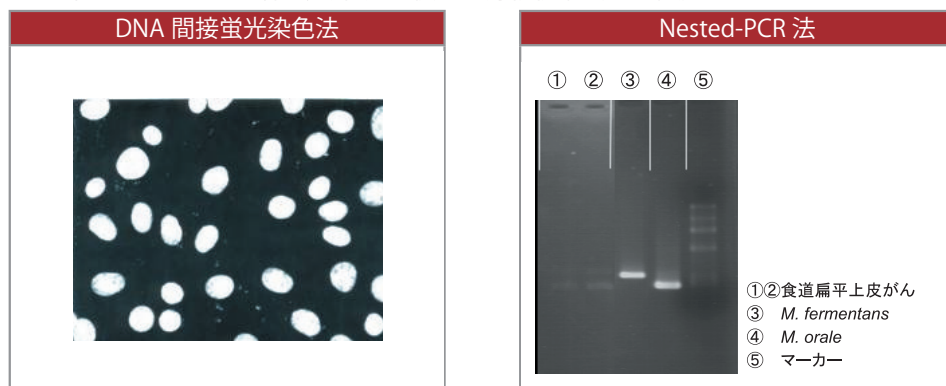 DNA 間接蛍光染色法
Nested-PCR 法
① ② ③ ④ ⑤
①②食道扁平上皮がん
③ M. fermentans
④ M. orale
⑤ マーカー